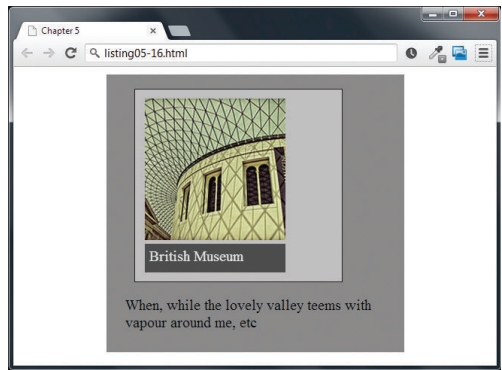 Chapter 5
listing05-16.html
British Museum
When, while the lovely valley teems with
vapour around me, etc